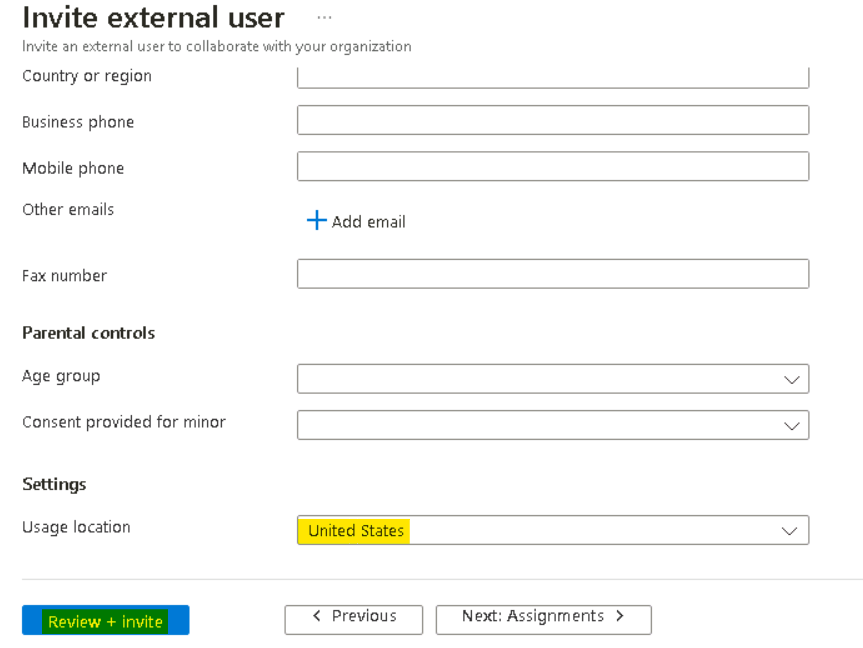 Invite external user ...
Invite an external user to collaborate with your organization
Country or region
Business phone
Mobile phone
Other emails
+ Add email
Fax number
Parental controls
Age group
Consent provided for minor
Settings
Usage location
United States
Review + invite
< Previous
Next: Assignments >